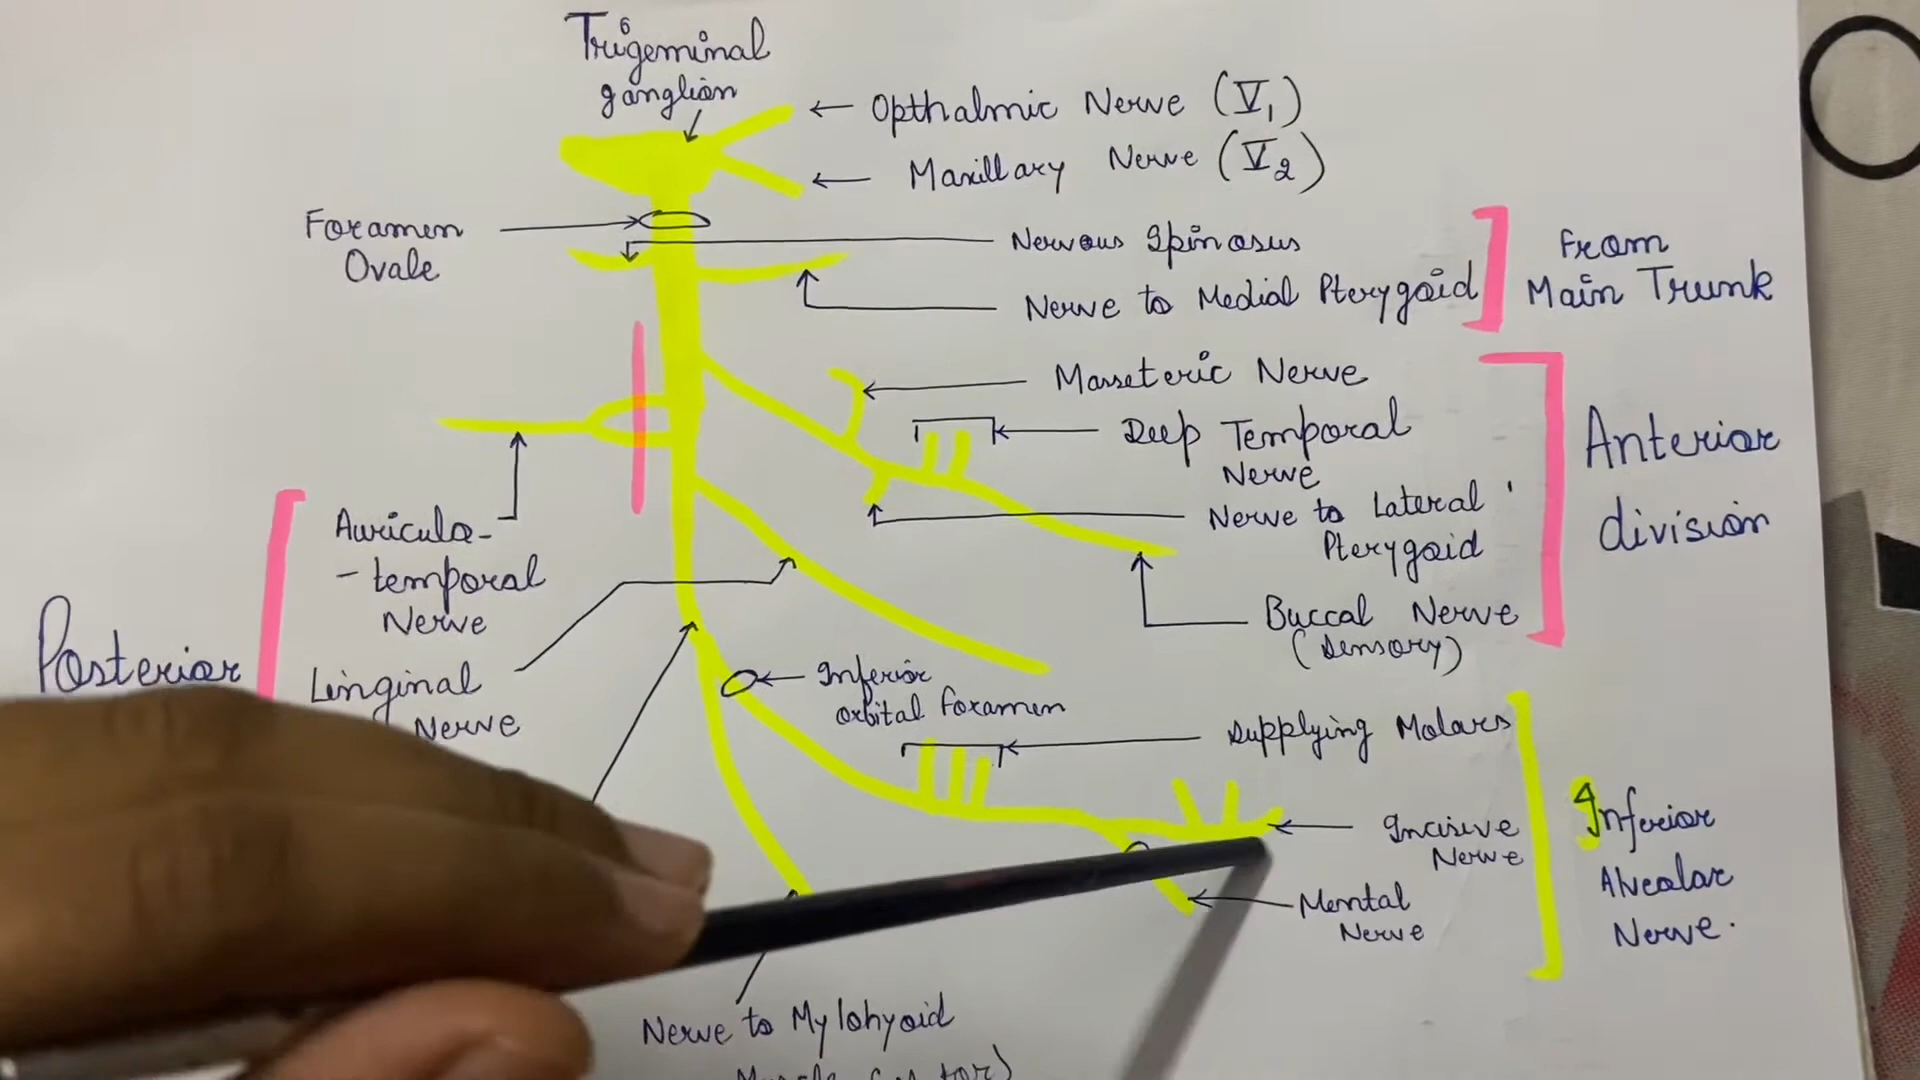 Trigeminal
ganglion
Opthalmic Nerve (V1)
Maxillary Nerve (V2)
Foramen
Ovale
Nervous Spinosus
Nerve to Medial Pterygoid
From
Main Trunk
Masseteric Nerve
Deep Temporal
Nerve
Nerve to Lateral
Pterygoid
Buccal Nerve
(sensory)
Anterior
division
Auriculo-
-temporal
Nerve
Linginal
Nerve
Posterior
Inferior
orbital foramen
Supplying Molars
Incisive
Nerve
Mental
Nerve
Inferior
Alveolar
Nerve.
Nerve to Mylohyoid